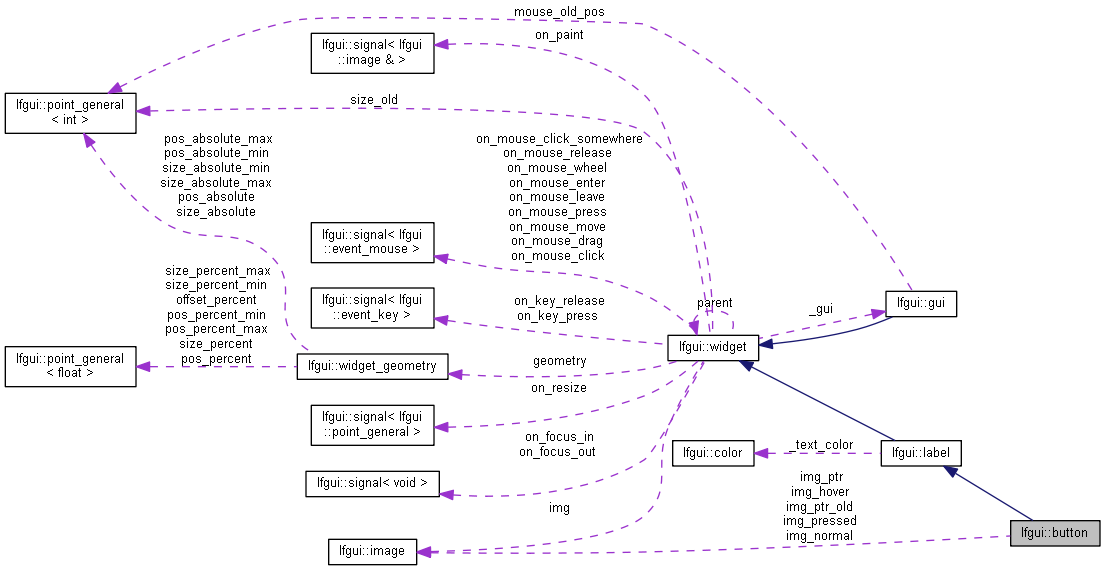 mouse_old_pos
on_paint
lfgui::signal< lfgui
::image & >
lfgui::point_general
< int >
size_old
pos_absolute_max
pos_absolute_min
size_absolute_min
size_absolute_max
pos_absolute
size_absolute
on_mouse_click_somewhere
on_mouse_release
on_mouse_wheel
on_mouse_enter
on_mouse_leave
on_mouse_press
on_mouse_move
on_mouse_drag
on_mouse_click
lfgui::signal< lfgui
::event_mouse >
size_percent_max
size_percent_min
offset_percent
pos_percent_min
pos_percent_max
size_percent
pos_percent
lfgui::signal< lfgui
::event_key >
on_key_release
on_key_press
parent
_gui
lfgui::gui
lfgui::widget
lfgui::point_general
< float >
lfgui::widget_geometry
geometry
on_resize
lfgui::signal< lfgui
::point_general >
on_focus_in
on_focus_out
lfgui::color
_text_color
lfgui::label
lfgui::signal< void >
img
img_ptr
img_hover
img_ptr_old
img_pressed
img_normal
lfgui::button
lfgui::image